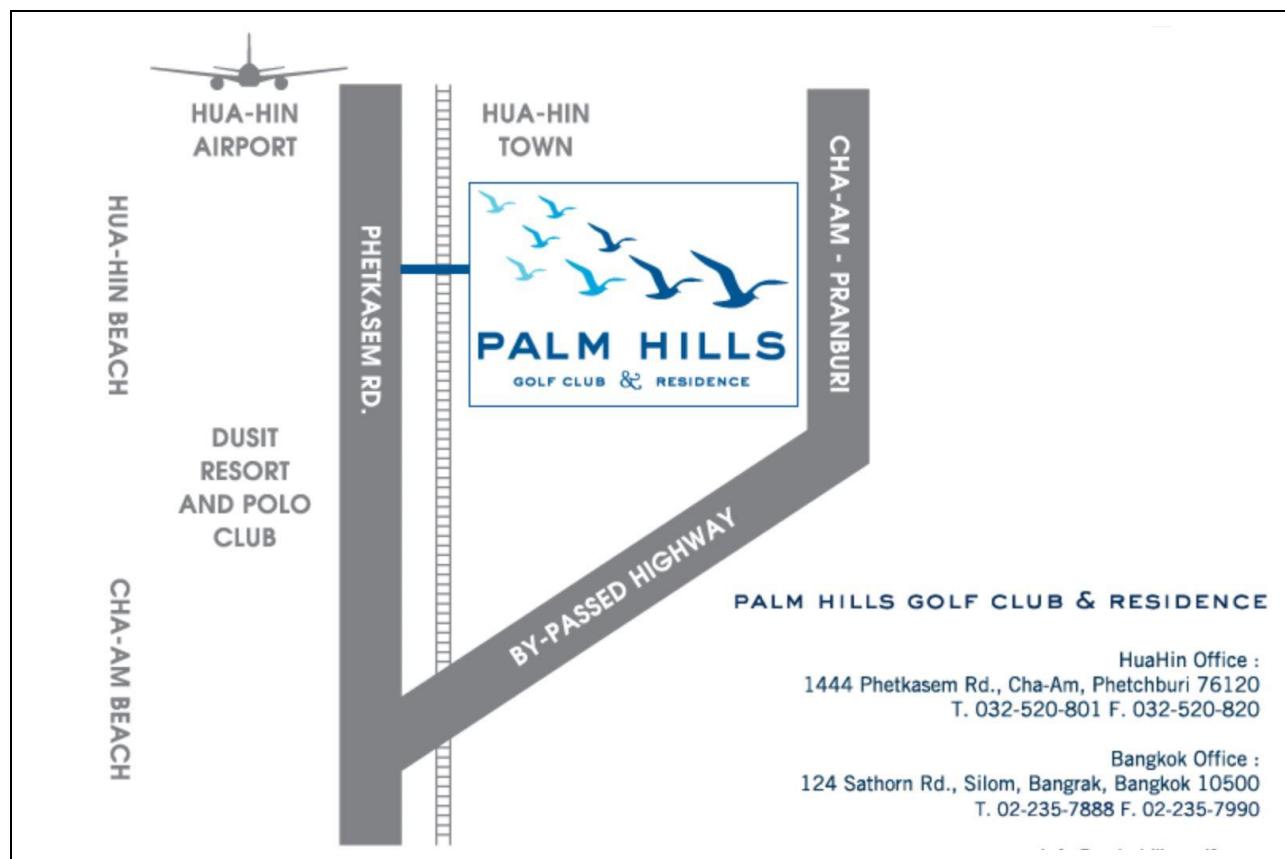 HUA-HIN
AIRPORT
HUA-HIN
TOWN
HUA-HIN BEACH
PHETKASEM RD.
CHA-AM - PRANBURI
PALM HILLS
GOLF CLUB & RESIDENCE
DUSIT
RESORT
AND POLO
CLUB
BY-PASSED HIGHWAY
CHA-AM BEACH
PALM HILLS GOLF CLUB & RESIDENCE
HuaHin Office :
1444 Phetkasem Rd., Cha-Am, Phetchburi 76120
T. 032-520-801 F. 032-520-820
Bangkok Office :
124 Sathorn Rd., Silom, Bangrak, Bangkok 10500
T. 02-235-7888 F. 02-235-7990